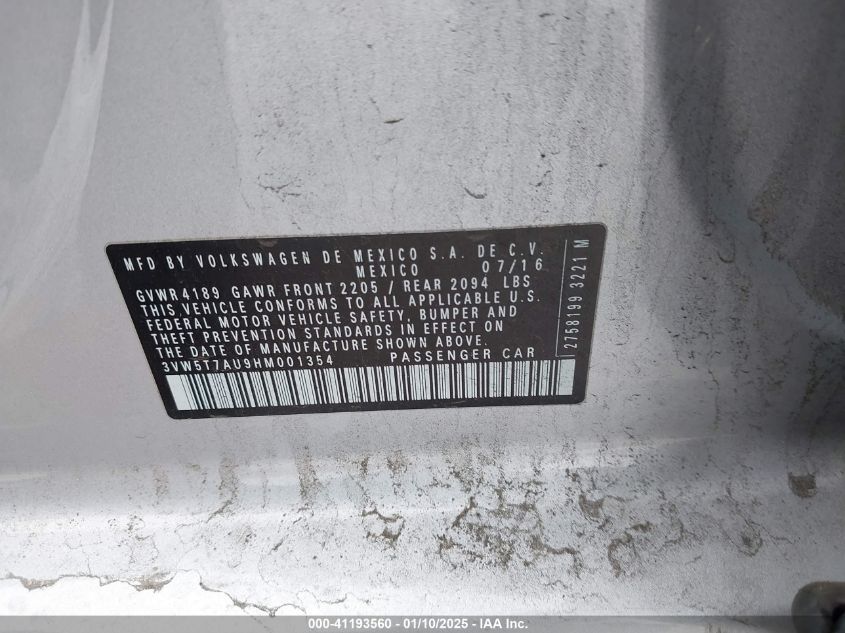 MFD BY VOLKSWAGEN DE MEXICO S.A. DE C.V.
MEXICO 07/16
GVWR 4189 GAWR FRONT 2205 / REAR 2094 LBS
THIS VEHICLE CONFORMS TO ALL APPLICABLE U.S.
FEDERAL MOTOR VEHICLE SAFETY, BUMPER AND
THEFT PREVENTION STANDARDS IN EFFECT ON
THE DATE OF MANUFACTURE SHOWN ABOVE.
3VW5T7AU9HM001354 PASSENGER CAR
2758199 3221 M
000-41193560 - 01/10/2025 - IAA Inc.